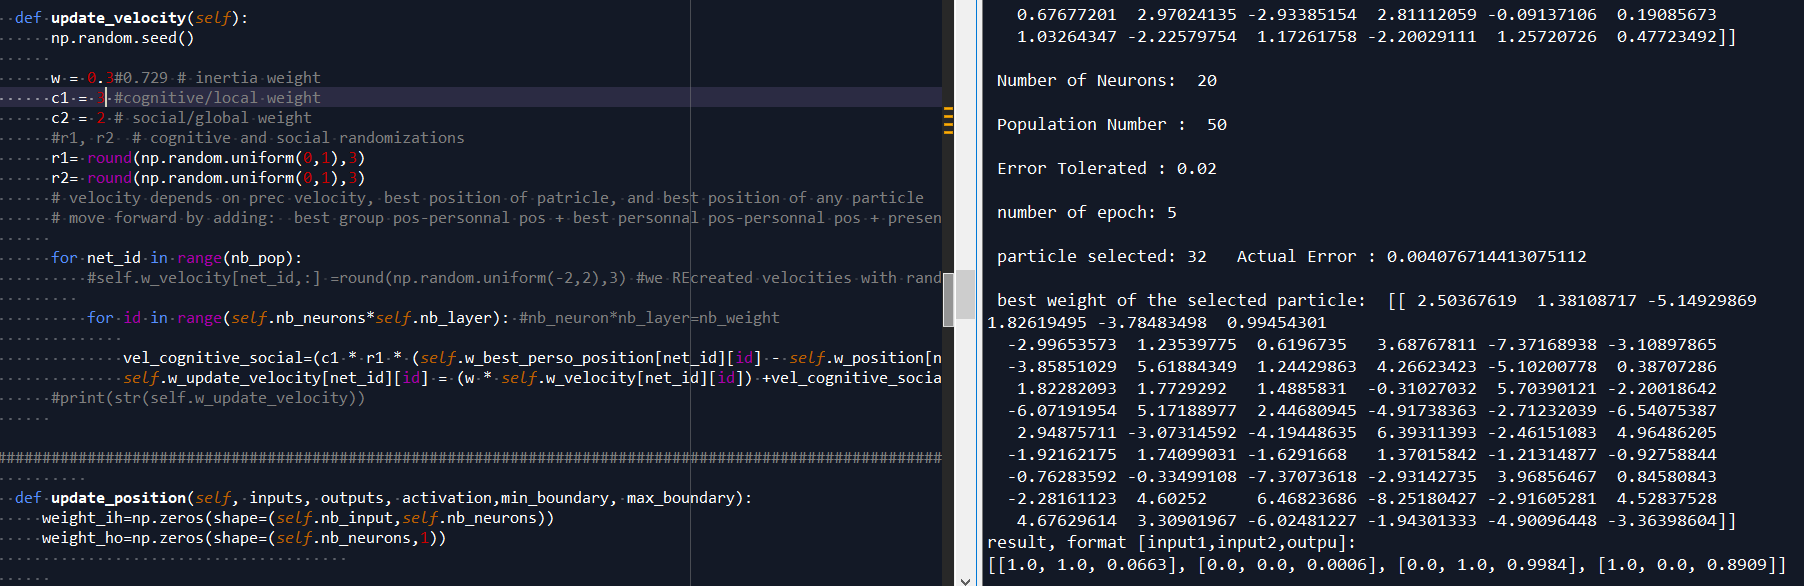 def update_velocity(self):
np.random.seed()
w = 0.3#0.729 # inertia weight
c1 = 3 #cognitive/local weight
c2 = 2 # social/global weight
#r1, r2 # cognitive and social randomizations
r1= round(np.random.uniform(0,1),3)
r2= round(np.random.uniform(0,1),3)
# velocity depends on prec velocity, best position of patricle, and best position of any particle
# move forward by adding: best group pos-personnal pos + best personnal pos-personnal pos + presen
for net_id in range(nb_pop):
#self.w_velocity[net_id,:] =round(np.random.uniform(-2,2),3) #we REcreated velocities with rand
for id in range(self.nb_neurons*self.nb_layer): #nb_neuron*nb_layer=nb_weight
vel_cognitive_social=(c1 * r1 * (self.w_best_perso_position[net_id][id] - self.w_position[n
self.w_update_velocity[net_id][id] = (w * self.w_velocity[net_id][id]) +vel_cognitive_socia
#print(str(self.w_update_velocity))
####################################################################################################
def update_position(self, inputs, outputs, activation,min_boundary, max_boundary):
weight_ih=np.zeros(shape=(self.nb_input,self.nb_neurons))
weight_ho=np.zeros(shape=(self.nb_neurons,1))
0.67677201 2.97024135 -2.93385154 2.81112059 -0.09137106 0.19085673
1.03264347 -2.22579754 1.17261758 -2.20029111 1.25720726 0.47723492]]
Number of Neurons: 20
Population Number : 50
Error Tolerated : 0.02
number of epoch: 5
particle selected: 32 Actual Error : 0.004076714413075112
best weight of the selected particle: [[ 2.50367619 1.38108717 -5.14929869
1.82619495 -3.78483498 0.99454301
-2.99653573 1.23539775 0.6196735 3.68767811 -7.37168938 -3.10897865
-3.85851029 5.61884349 1.24429863 4.26623423 -5.10200778 0.38707286
1.82282093 1.7729292 1.4885831 -0.31027032 5.70390121 -2.20018642
-6.07191954 5.17188977 2.44680945 -4.91738363 -2.71232039 -6.54075387
2.94875711 -3.07314592 -4.19448635 6.39311393 -2.46151083 4.96486205
-1.92162175 1.74099031 -1.6291668 1.37015842 -1.21314877 -0.92758844
-0.76283592 -0.33499108 -7.37073618 -2.93142735 3.96856467 0.84580843
-2.28161123 4.60252 6.46823686 -8.25180427 -2.91605281 4.52837528
4.67629614 3.30901967 -6.02481227 -1.94301333 -4.90096448 -3.36398604]]
result, format [input1,input2,outpu]:
[[1.0, 1.0, 0.0663], [0.0, 0.0, 0.0006], [0.0, 1.0, 0.9984], [1.0, 0.0, 0.8909]]